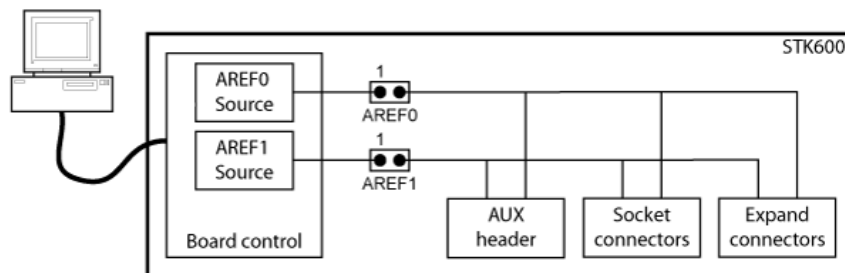 STK600
AREF0
Source
1
AREF0
AREF1
Source
1
AREF1
Board control
AUX
header
Socket
connectors
Expand
connectors